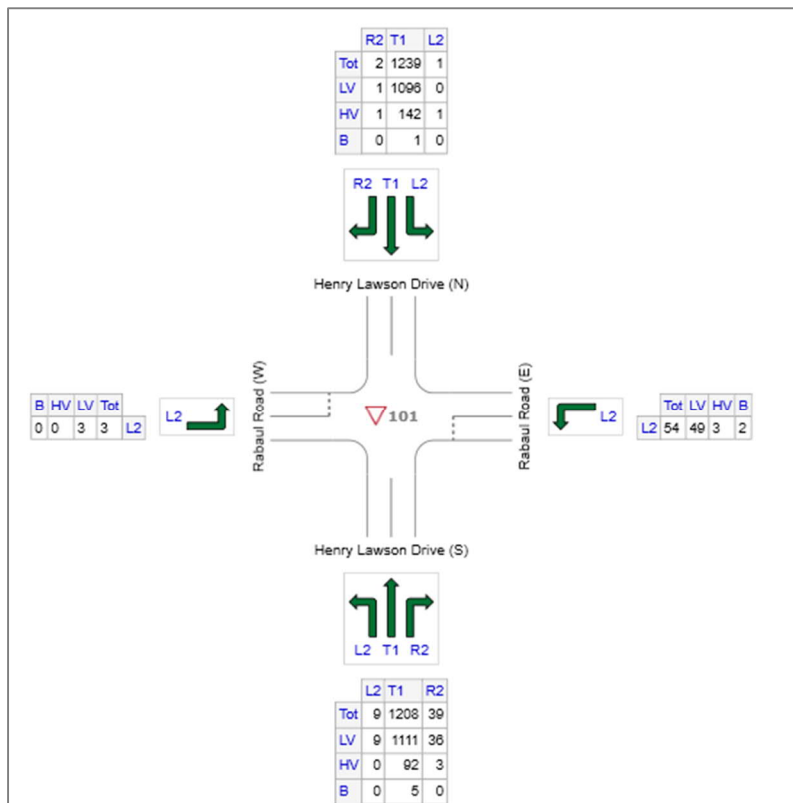 R2 T1 L2
Tot 2 1239 1
LV 1 1096 0
HV 1 142 1
B 0 1 0
R2 T1 L2
Henry Lawson Drive (N)
Rabaul Road (W)
Rabaul Road (E)
B HV LV Tot
0 0 3 3 L2
L2
101
L2
Tot LV HV B
L2 54 49 3 2
Henry Lawson Drive (S)
L2 T1 R2
L2 T1 R2
Tot 9 1208 39
LV 9 1111 36
HV 0 92 3
B 0 5 0